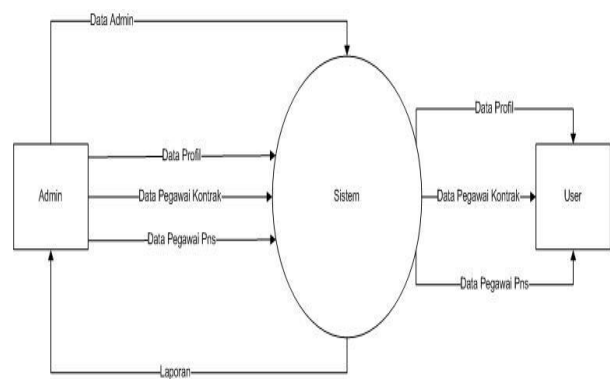 Data Admin
Data Profil
Data Profil
Admin
Data Pegawai Kontrak
Sistem
Data Pegawai Kontrak
User
Data Pegawai Pns
Data Pegawai Pns
Laporan